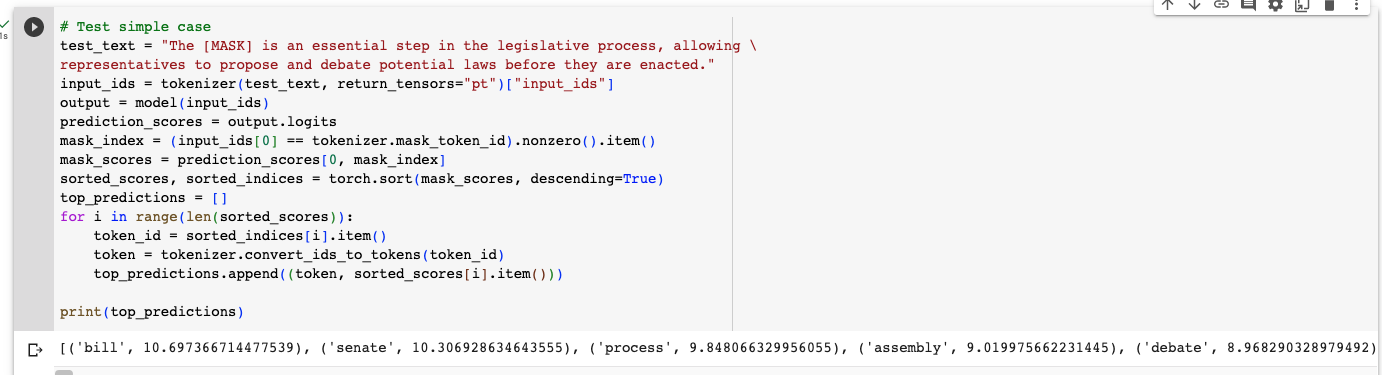 # Test simple case
1s
test_text = "The [MASK] is an essential step in the legislative process, allowing \
representatives to propose and debate potential laws before they are enacted."
input_ids = tokenizer(test_text, return_tensors="pt")["input_ids"]
output = model(input_ids)
prediction_scores = output.logits
mask_index = (input_ids[0] == tokenizer.mask_token_id).nonzero().item()
mask_scores = prediction_scores[0, mask_index]
sorted_scores, sorted_indices = torch.sort(mask_scores, descending=True)
top_predictions = []
for i in range(len(sorted_scores)):
    token_id = sorted_indices[i].item()
    token = tokenizer.convert_ids_to_tokens(token_id)
    top_predictions.append((token, sorted_scores[i].item()))
print(top_predictions)
[('bill', 10.697366714477539), ('senate', 10.306928634643555), ('process', 9.848066329956055), ('assembly', 9.019975662231445), ('debate', 8.968290328979492)